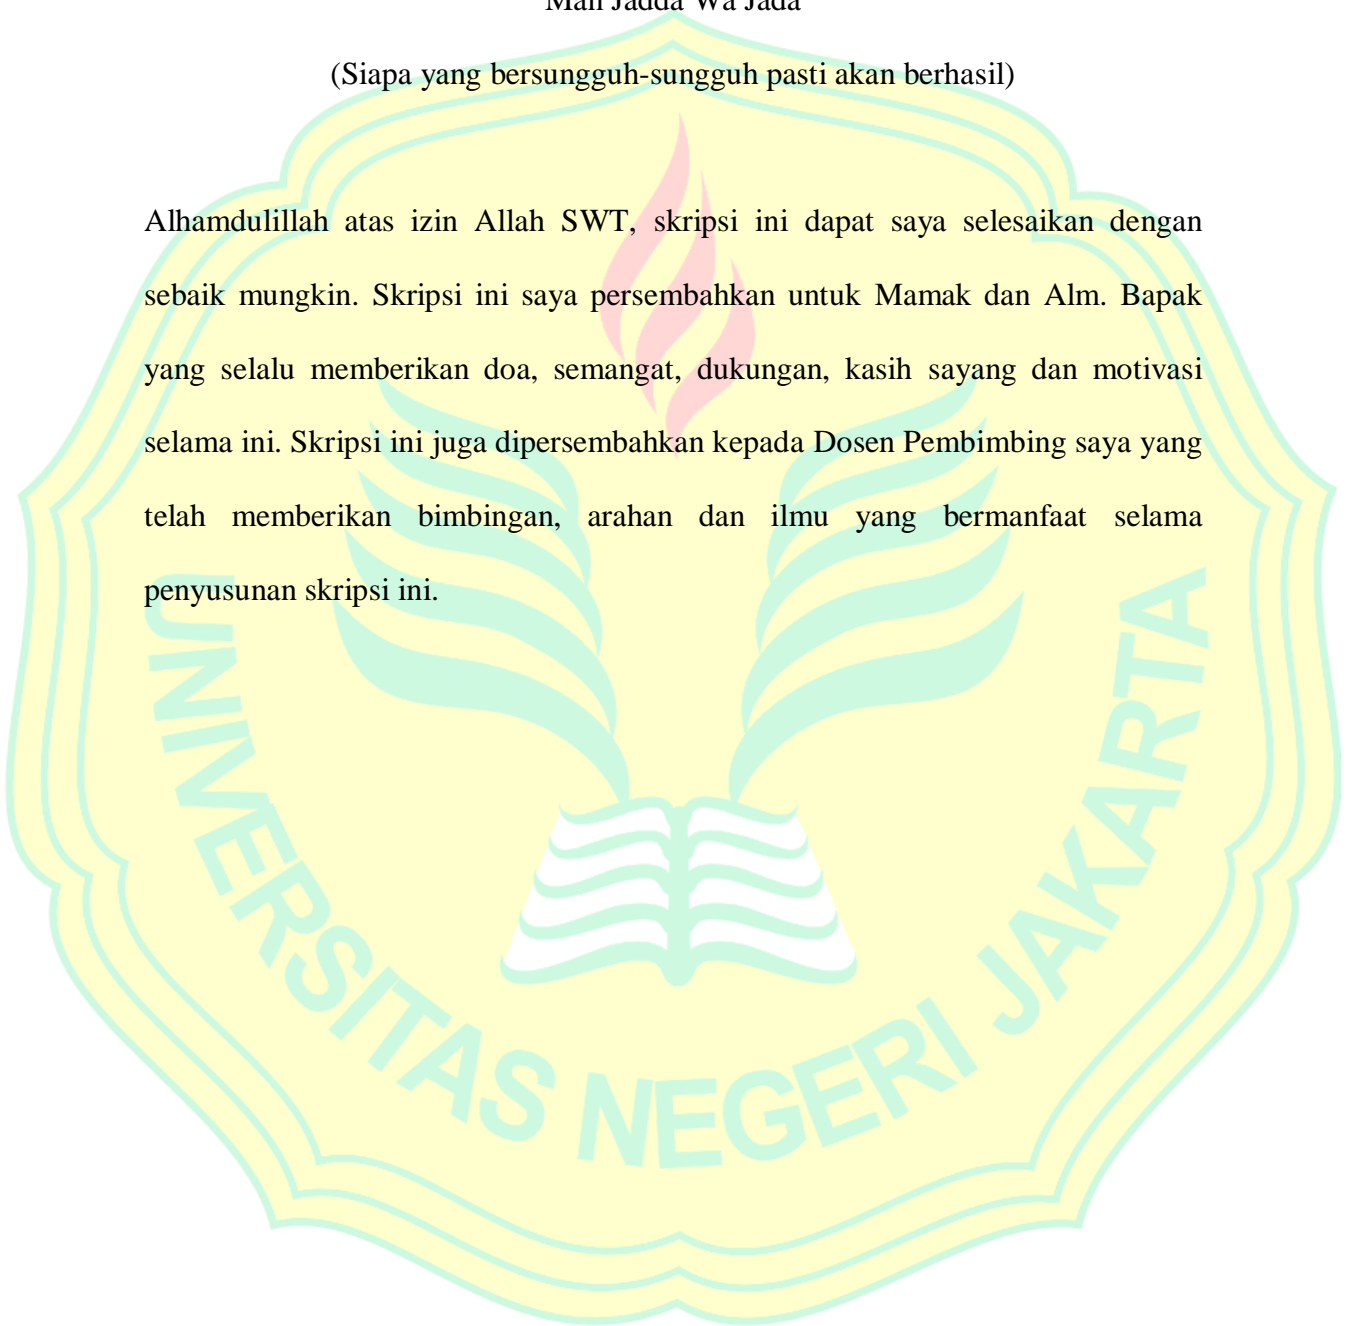 Man Jadda Wa Jada
(Siapa yang bersungguh-sungguh pasti akan berhasil)
Alhamdulillah atas izin Allah SWT, skripsi ini dapat saya selesaikan dengan
sebaik mungkin. Skripsi ini saya persembahkan untuk Mamak dan Alm. Bapak
yang selalu memberikan doa, semangat, dukungan, kasih sayang dan motivasi
selama ini. Skripsi ini juga dipersembahkan kepada Dosen Pembimbing saya yang
telah memberikan bimbingan, arahan dan ilmu yang bermanfaat selama
penyusunan skripsi ini.
UNIVERSITAS NEGERI JAKARTA